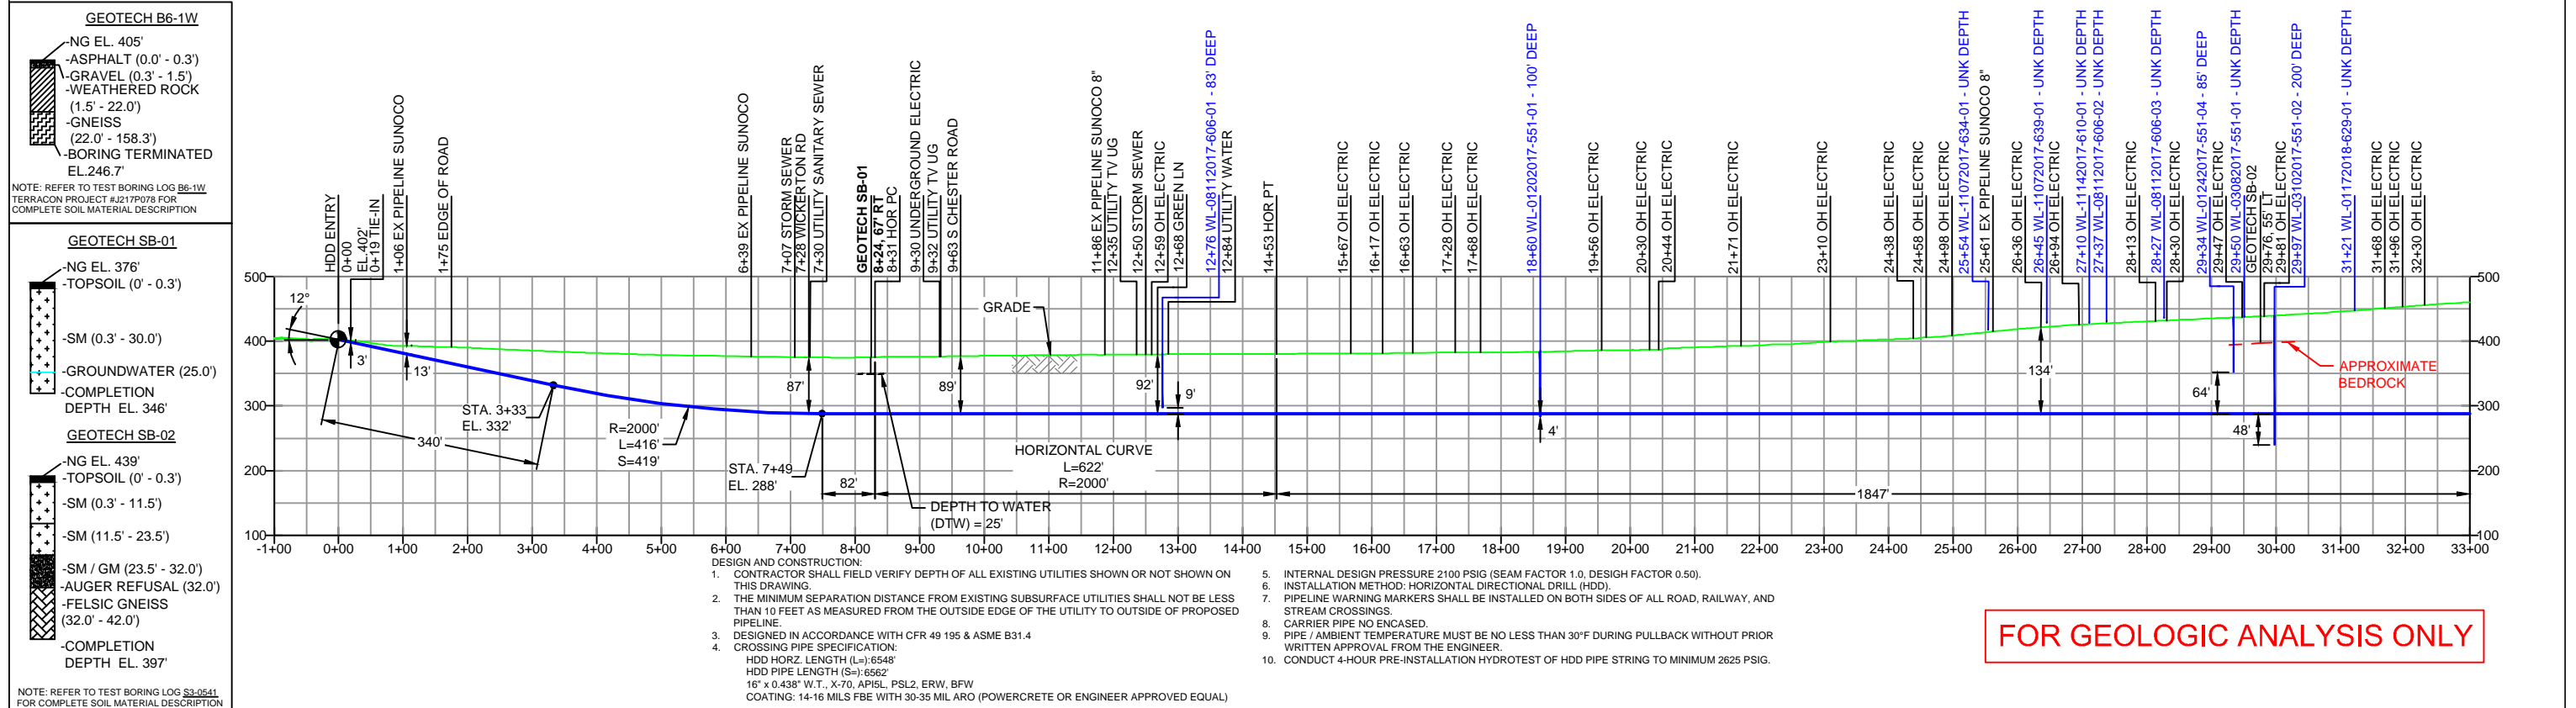 GEOTECH B6-1W
-NG EL. 405'
-ASPHALT (0.0' - 0.3')
-GRAVEL (0.3' - 1.5')
-WEATHERED ROCK
(1.5' - 22.0')
-GNEISS
(22.0' - 158.3')
-BORING TERMINATED
EL.246.7'
NOTE: REFER TO TEST BORING LOG B6-1W
TERRACON PROJECT #J217P078 FOR
COMPLETE SOIL MATERIAL DESCRIPTION
GEOTECH SB-01
-NG EL. 376'
-TOPSOIL (0' - 0.3')
-SM (0.3' - 30.0')
-GROUNDWATER (25.0')
-COMPLETION
DEPTH EL. 346'
GEOTECH SB-02
-NG EL. 439'
-TOPSOIL (0' - 0.3')
-SM (0.3' - 11.5')
-SM (11.5' - 23.5')
-SM / GM (23.5' - 32.0')
-AUGER REFUSAL (32.0')
-FELSIC GNEISS
(32.0' - 42.0')
-COMPLETION
DEPTH EL. 397'
NOTE: REFER TO TEST BORING LOG S3-0541
FOR COMPLETE SOIL MATERIAL DESCRIPTION
HDD ENTRY
0+00
EL.402'
0+19 TIE-IN
1+06 EX PIPELINE SUNOCO
1+75 EDGE OF ROAD
6+39 EX PIPELINE SUNOCO
7+07 STORM SEWER
7+28 WICKERTON RD
7+30 UTILITY SANITARY SEWER
GEOTECH SB-01
8+24, 67' RT
8+31 HOR PC
9+30 UNDERGROUND ELECTRIC
9+32 UTILITY TV UG
9+63 S CHESTER ROAD
11+86 EX PIPELINE SUNOCO 8"
12+35 UTILITY TV UG
12+50 STORM SEWER
12+59 OH ELECTRIC
12+68 GREEN LN
12+76 WL-08112017-606-01 - 83' DEEP
12+84 UTILITY WATER
14+53 HOR PT
15+67 OH ELECTRIC
16+17 OH ELECTRIC
16+63 OH ELECTRIC
17+28 OH ELECTRIC
17+68 OH ELECTRIC
18+60 WL-01202017-551-01 - 100' DEEP
19+56 OH ELECTRIC
20+30 OH ELECTRIC
20+44 OH ELECTRIC
21+71 OH ELECTRIC
23+10 OH ELECTRIC
24+38 OH ELECTRIC
24+58 OH ELECTRIC
24+98 OH ELECTRIC
25+54 WL-11072017-634-01 - UNK DEPTH
25+61 EX PIPELINE SUNOCO 8"
26+36 OH ELECTRIC
26+45 WL-11072017-639-01 - UNK DEPTH
26+94 OH ELECTRIC
27+10 WL-11142017-610-01 - UNK DEPTH
27+37 WL-08112017-606-02 - UNK DEPTH
28+13 OH ELECTRIC
28+27 WL-08112017-606-03 - UNK DEPTH
28+30 OH ELECTRIC
29+34 WL-01242017-551-04 - 85' DEEP
29+47 OH ELECTRIC
29+50 WL-03082017-551-01 - UNK DEPTH
GEOTECH SB-02
29+76, 55' LT
29+81 OH ELECTRIC
29+97 WL-03102017-551-02 - 200' DEEP
31+21 WL-01172018-629-01 - UNK DEPTH
31+68 OH ELECTRIC
31+96 OH ELECTRIC
32+30 OH ELECTRIC
500
500
12°
GRADE
400
400
3'
13'
87'
89'
92'
134'
APPROXIMATE
BEDROCK
9'
64'
300
300
STA. 3+33
EL. 332'
340'
R=2000'
L=416'
S=419'
4'
48'
200
200
STA. 7+49
EL. 288'
82'
HORIZONTAL CURVE
L=622'
R=2000'
1847'
DEPTH TO WATER
(DTW) = 25'
100
100
-1+00 0+00 1+00 2+00 3+00 4+00 5+00 6+00 7+00 8+00 9+00 10+00 11+00 12+00 13+00 14+00 15+00 16+00 17+00 18+00 19+00 20+00 21+00 22+00 23+00 24+00 25+00 26+00 27+00 28+00 29+00 30+00 31+00 32+00 33+00
DESIGN AND CONSTRUCTION:
1. CONTRACTOR SHALL FIELD VERIFY DEPTH OF ALL EXISTING UTILITIES SHOWN OR NOT SHOWN ON
THIS DRAWING.
2. THE MINIMUM SEPARATION DISTANCE FROM EXISTING SUBSURFACE UTILITIES SHALL NOT BE LESS
THAN 10 FEET AS MEASURED FROM THE OUTSIDE EDGE OF THE UTILITY TO OUTSIDE OF PROPOSED
PIPELINE.
3. DESIGNED IN ACCORDANCE WITH CFR 49 195 & ASME B31.4
4. CROSSING PIPE SPECIFICATION:
HDD HORZ. LENGTH (L=):6548'
HDD PIPE LENGTH (S=):6562'
16" x 0.438" W.T., X-70, API5L, PSL2, ERW, BFW
COATING: 14-16 MILS FBE WITH 30-35 MIL ARO (POWERCRETE OR ENGINEER APPROVED EQUAL)
5. INTERNAL DESIGN PRESSURE 2100 PSIG (SEAM FACTOR 1.0, DESIGH FACTOR 0.50).
6. INSTALLATION METHOD: HORIZONTAL DIRECTIONAL DRILL (HDD).
7. PIPELINE WARNING MARKERS SHALL BE INSTALLED ON BOTH SIDES OF ALL ROAD, RAILWAY, AND
STREAM CROSSINGS.
8. CARRIER PIPE NO ENCASED.
9. PIPE / AMBIENT TEMPERATURE MUST BE NO LESS THAN 30°F DURING PULLBACK WITHOUT PRIOR
WRITTEN APPROVAL FROM THE ENGINEER.
10. CONDUCT 4-HOUR PRE-INSTALLATION HYDROTEST OF HDD PIPE STRING TO MINIMUM 2625 PSIG.
FOR GEOLOGIC ANALYSIS ONLY